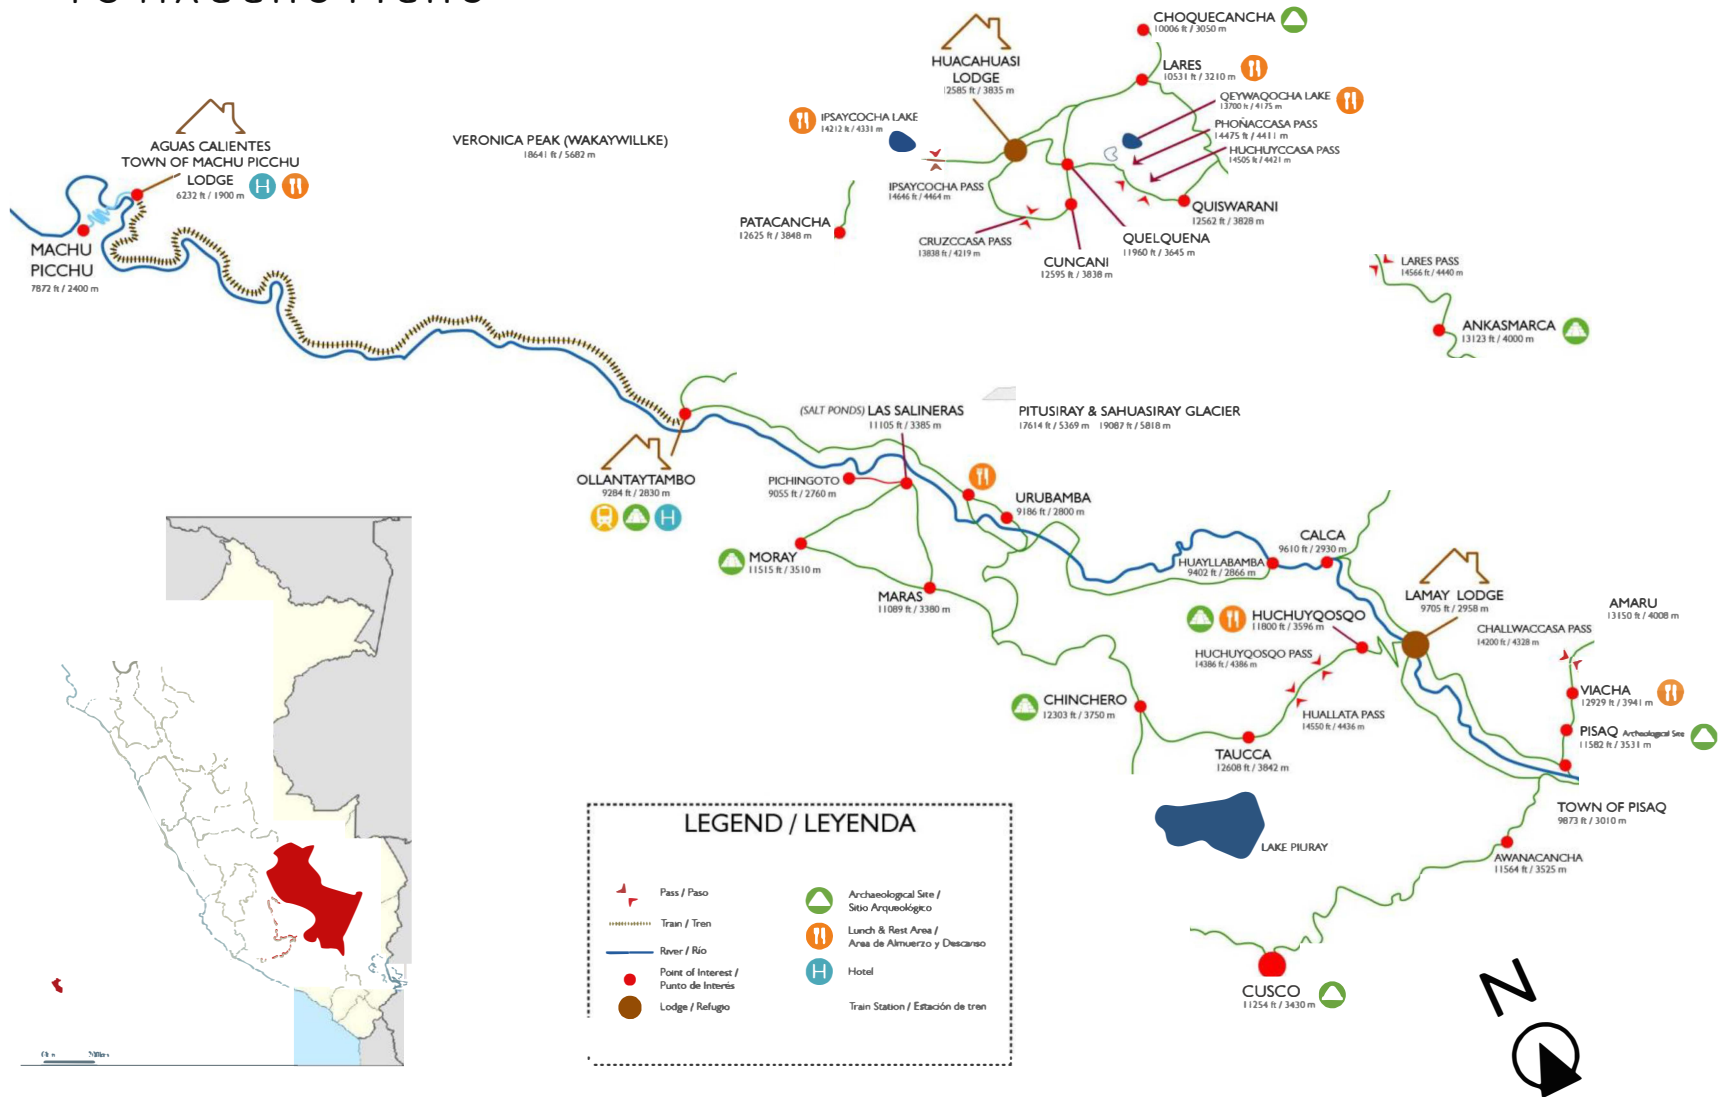 AGUAS CALIENTES
TOWN OF MACHU PICCHU
LODGE
6232 ft / 1900 m
H
MACHU
PICCHU
7872 ft / 2400 m
VERONICA PEAK (WAKAYWILLKE)
18641 ft / 5682 m
HUACAHUASI
LODGE
12585 ft / 3835 m
CHOQUECANCHA
10006 ft / 3050 m
LARES
10531 ft / 3210 m
QEYWAQOCHA LAKE
13700 ft / 4175 m
PHOÑACCASA PASS
14475 ft / 4411 m
HUCHUYCCASA PASS
14505 ft / 4421 m
IPSAYCOCHA LAKE
14212 ft / 4331 m
IPSAYCOCHA PASS
14646 ft / 4464 m
PATACANCHA
12625 ft / 3848 m
CRUZCCASA PASS
13838 ft / 4219 m
CUNCANI
12595 ft / 3838 m
QUELQUENA
11960 ft / 3645 m
QUISWARANI
12562 ft / 3828 m
LARES PASS
14566 ft / 4440 m
ANKASMARCA
13123 ft / 4000 m
(SALT PONDS) LAS SALINERAS
11105 ft / 3385 m
PITUSIRAY & SAHUASIRAY GLACIER
17614 ft / 5369 m 19087 ft / 5818 m
OLLANTAYTAMBO
9284 ft / 2830 m
H
PICHINGOTO
9055 ft / 2760 m
URUBAMBA
9186 ft / 2800 m
MORAY
11515 ft / 3510 m
MARAS
11089 ft / 3380 m
HUAYLLABAMBA
9402 ft / 2866 m
CALCA
9610 ft / 2930 m
LAMAY LODGE
9705 ft / 2958 m
AMARU
13150 ft / 4008 m
HUCHUYQOSQO
11800 ft / 3596 m
CHALLWACCASA PASS
14200 ft / 4328 m
HUCHUYQOSQO PASS
14386 ft / 4386 m
VIACHA
12929 ft / 3941 m
CHINCHERO
12303 ft / 3750 m
HUALLATA PASS
14550 ft / 4436 m
PISAQ Archeological Site
11582 ft / 3531 m
TAUCCA
12608 ft / 3842 m
TOWN OF PISAQ
9873 ft / 3010 m
LAKE PIURAY
AWANACANCHA
11564 ft / 3525 m
CUSCO
11254 ft / 3430 m
N
LEGEND / LEYENDA
Pass / Paso
Train / Tren
River / Río
Point of Interest /
Punto de Interés
Lodge / Refugio
Archaeological Site /
Sitio Arqueológico
Lunch & Rest Area /
Area de Almuerzo y Descanso
H Hotel
Train Station / Estación de tren